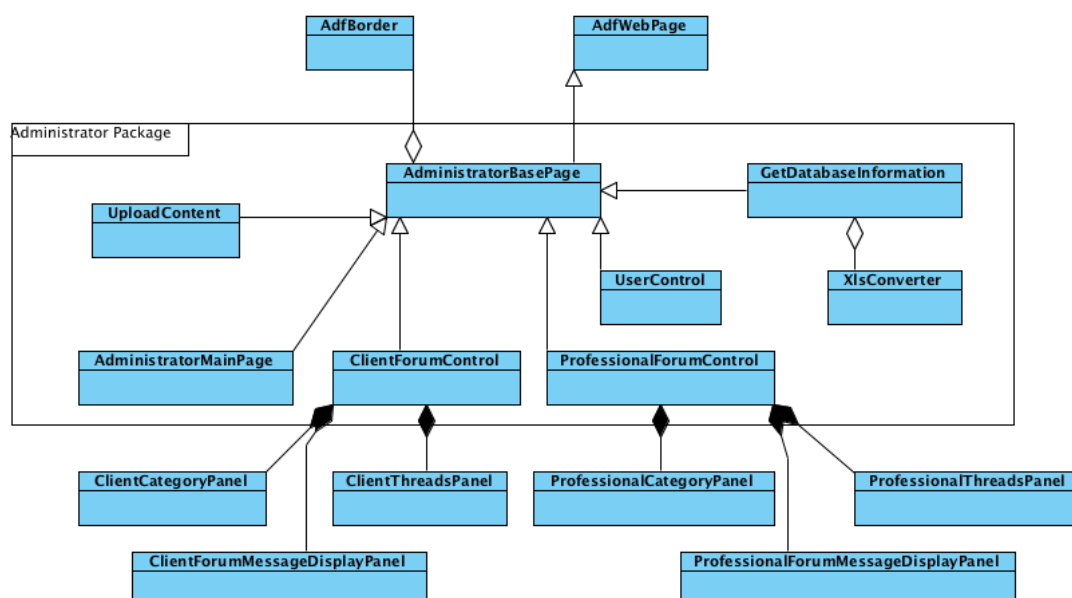 AdfBorder
AdfWebPage
Administrator Package
AdministratorBasePage
GetDatabaseInformation
UploadContent
UserControl
XlsConverter
AdministratorMainPage
ClientForumControl
ProfessionalForumControl
ClientCategoryPanel
ClientThreadsPanel
ProfessionalCategoryPanel
ProfessionalThreadsPanel
ClientForumMessageDisplayPanel
ProfessionalForumMessageDisplayPanel